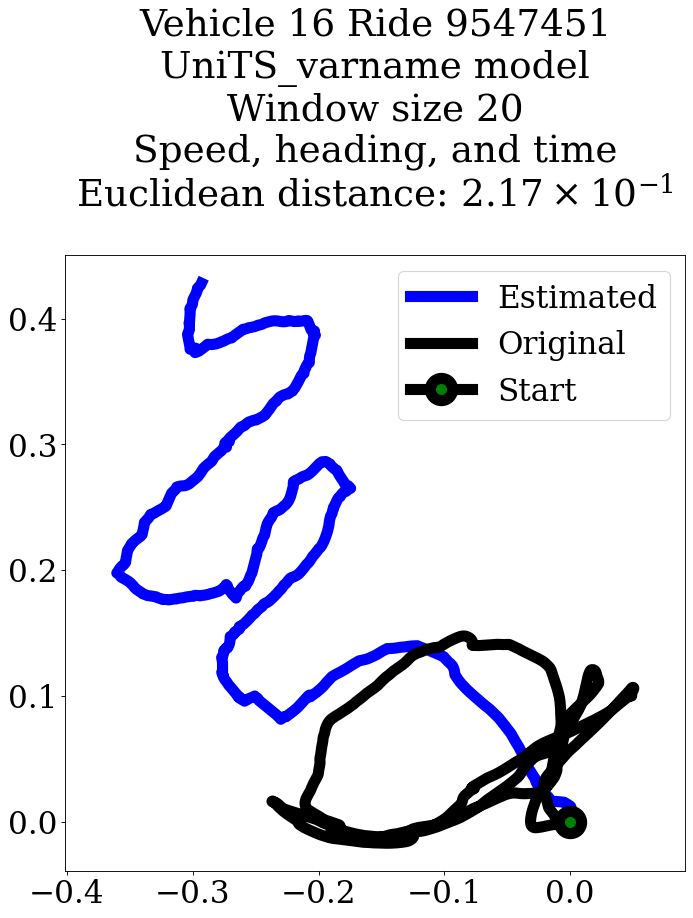 Vehicle 16 Ride 9547451
UniTS_varname model
Window size 20
Speed, heading, and time
Euclidean distance: 2.17 × 10⁻¹
Estimated
Original
Start
0.4
0.3
0.2
0.1
0.0
−0.4 −0.3 −0.2 −0.1 0.0